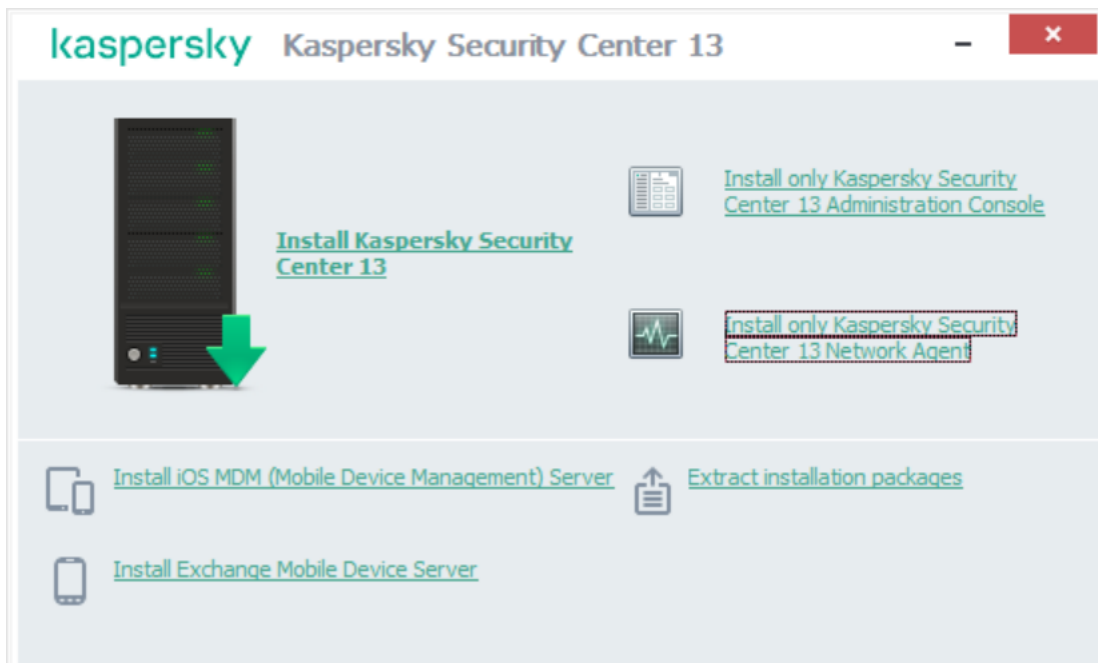 kaspersky Kaspersky Security Center 13
Install Kaspersky Security
Center 13
Install only Kaspersky Security
Center 13 Administration Console
Install only Kaspersky Security
Center 13 Network Agent
Install iOS MDM (Mobile Device Management) Server
Extract installation packages
Install Exchange Mobile Device Server